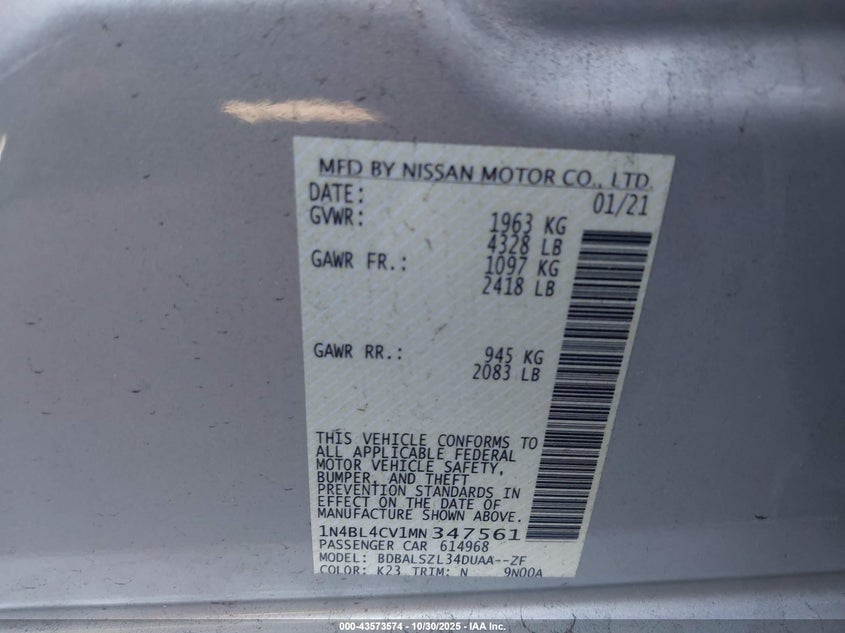 MFD BY NISSAN MOTOR CO., LTD.
DATE: 01/21
GVWR: 1963 KG
4328 LB
GAWR FR.: 1097 KG
2418 LB
GAWR RR.: 945 KG
2083 LB
THIS VEHICLE CONFORMS TO
ALL APPLICABLE FEDERAL
MOTOR VEHICLE SAFETY,
BUMPER, AND THEFT
PREVENTION STANDARDS IN
EFFECT ON THE DATE OF
MANUFACTURE SHOWN ABOVE.
1N4BL4CV1MN347561
PASSENGER CAR 614968
MODEL: BDBALSZL34DUAA--ZF
COLOR: K23 TRIM: N 9N00A
000-43573574 | 10/30/2025 - IAA Inc.